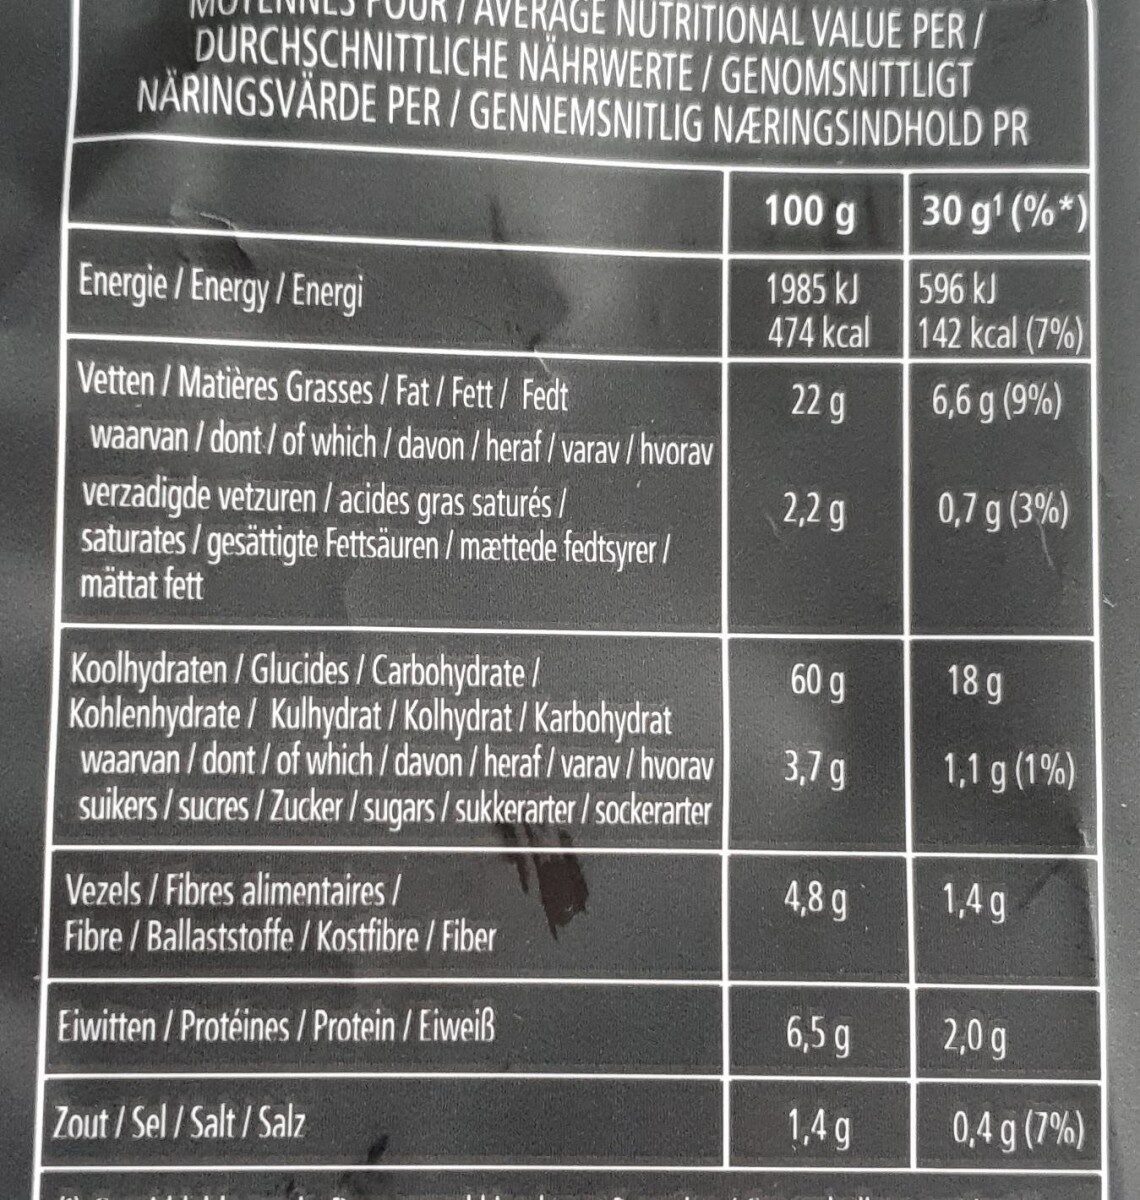 MOYENNES POUR / AVERAGE NUTRITIONAL VALUE PER /
DURCHSCHNITTLICHE NÄHRWERTE / GENOMSNITTLIGT
NÄRINGSVÄRDE PER / GENNEMSNITLIG NÆRINGSINDHOLD PR
100 g 30 g¹ (%*)
Energie / Energy / Energi 1985 kJ 596 kJ
474 kcal 142 kcal (7%)
Vetten / Matières Grasses / Fat / Fett / Fedt 22 g 6,6 g (9%)
waarvan / dont / of which / davon / heraf / varav / hvorav
verzadigde vetzuren / acides gras saturés / 2,2 g 0,7 g (3%)
saturates / gesättigte Fettsäuren / mættede fedtsyrer /
mättat fett
Koolhydraten / Glucides / Carbohydrate / 60 g 18 g
Kohlenhydrate / Kulhydrat / Kolhydrat / Karbohydrat
waarvan / dont / of which / davon / heraf / varav / hvorav 3,7 g 1,1 g (1%)
suikers / sucres / Zucker / sugars / sukkerarter / sockerarter
Vezels / Fibres alimentaires / 4,8 g 1,4 g
Fibre / Ballaststoffe / Kostfibre / Fiber
Eiwitten / Protéines / Protein / Eiweiß 6,5 g 2,0 g
Zout / Sel / Salt / Salz 1,4 g 0,4 g (7%)